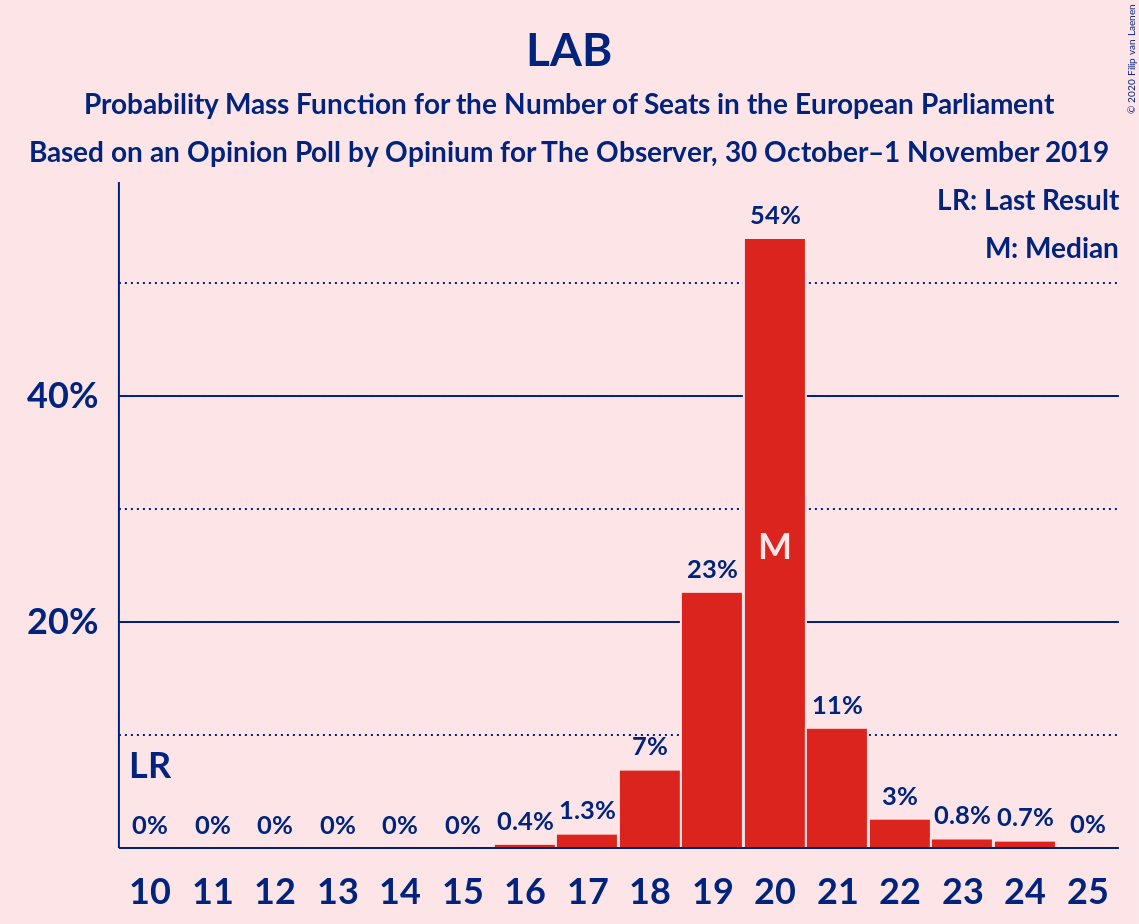 LAB
Probability Mass Function for the Number of Seats in the European Parliament
Based on an Opinion Poll by Opinium for The Observer, 30 October–1 November 2019
© 2020 Filip van Laenen
LR: Last Result
M: Median
54%
40%
M
23%
20%
11%
7%
LR
0% 0% 0% 0% 0% 0% 0.4% 1.3% 3% 0.8% 0.7% 0%
10 11 12 13 14 15 16 17 18 19 20 21 22 23 24 25